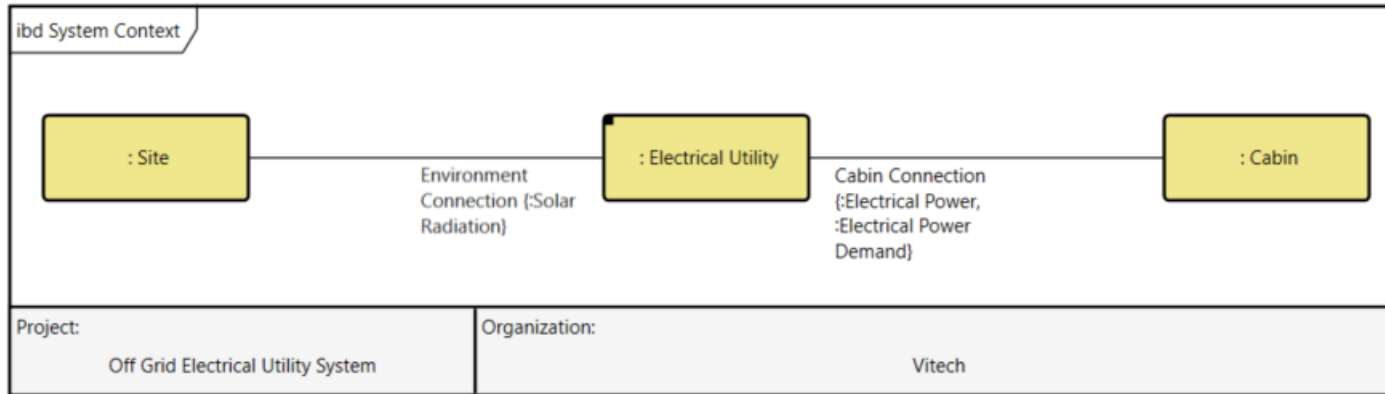 ibd System Context
: Site
: Electrical Utility
: Cabin
Environment
Connection {:Solar
Radiation}
Cabin Connection
{:Electrical Power,
:Electrical Power
Demand}
Project:
Off Grid Electrical Utility System
Organization:
Vitech